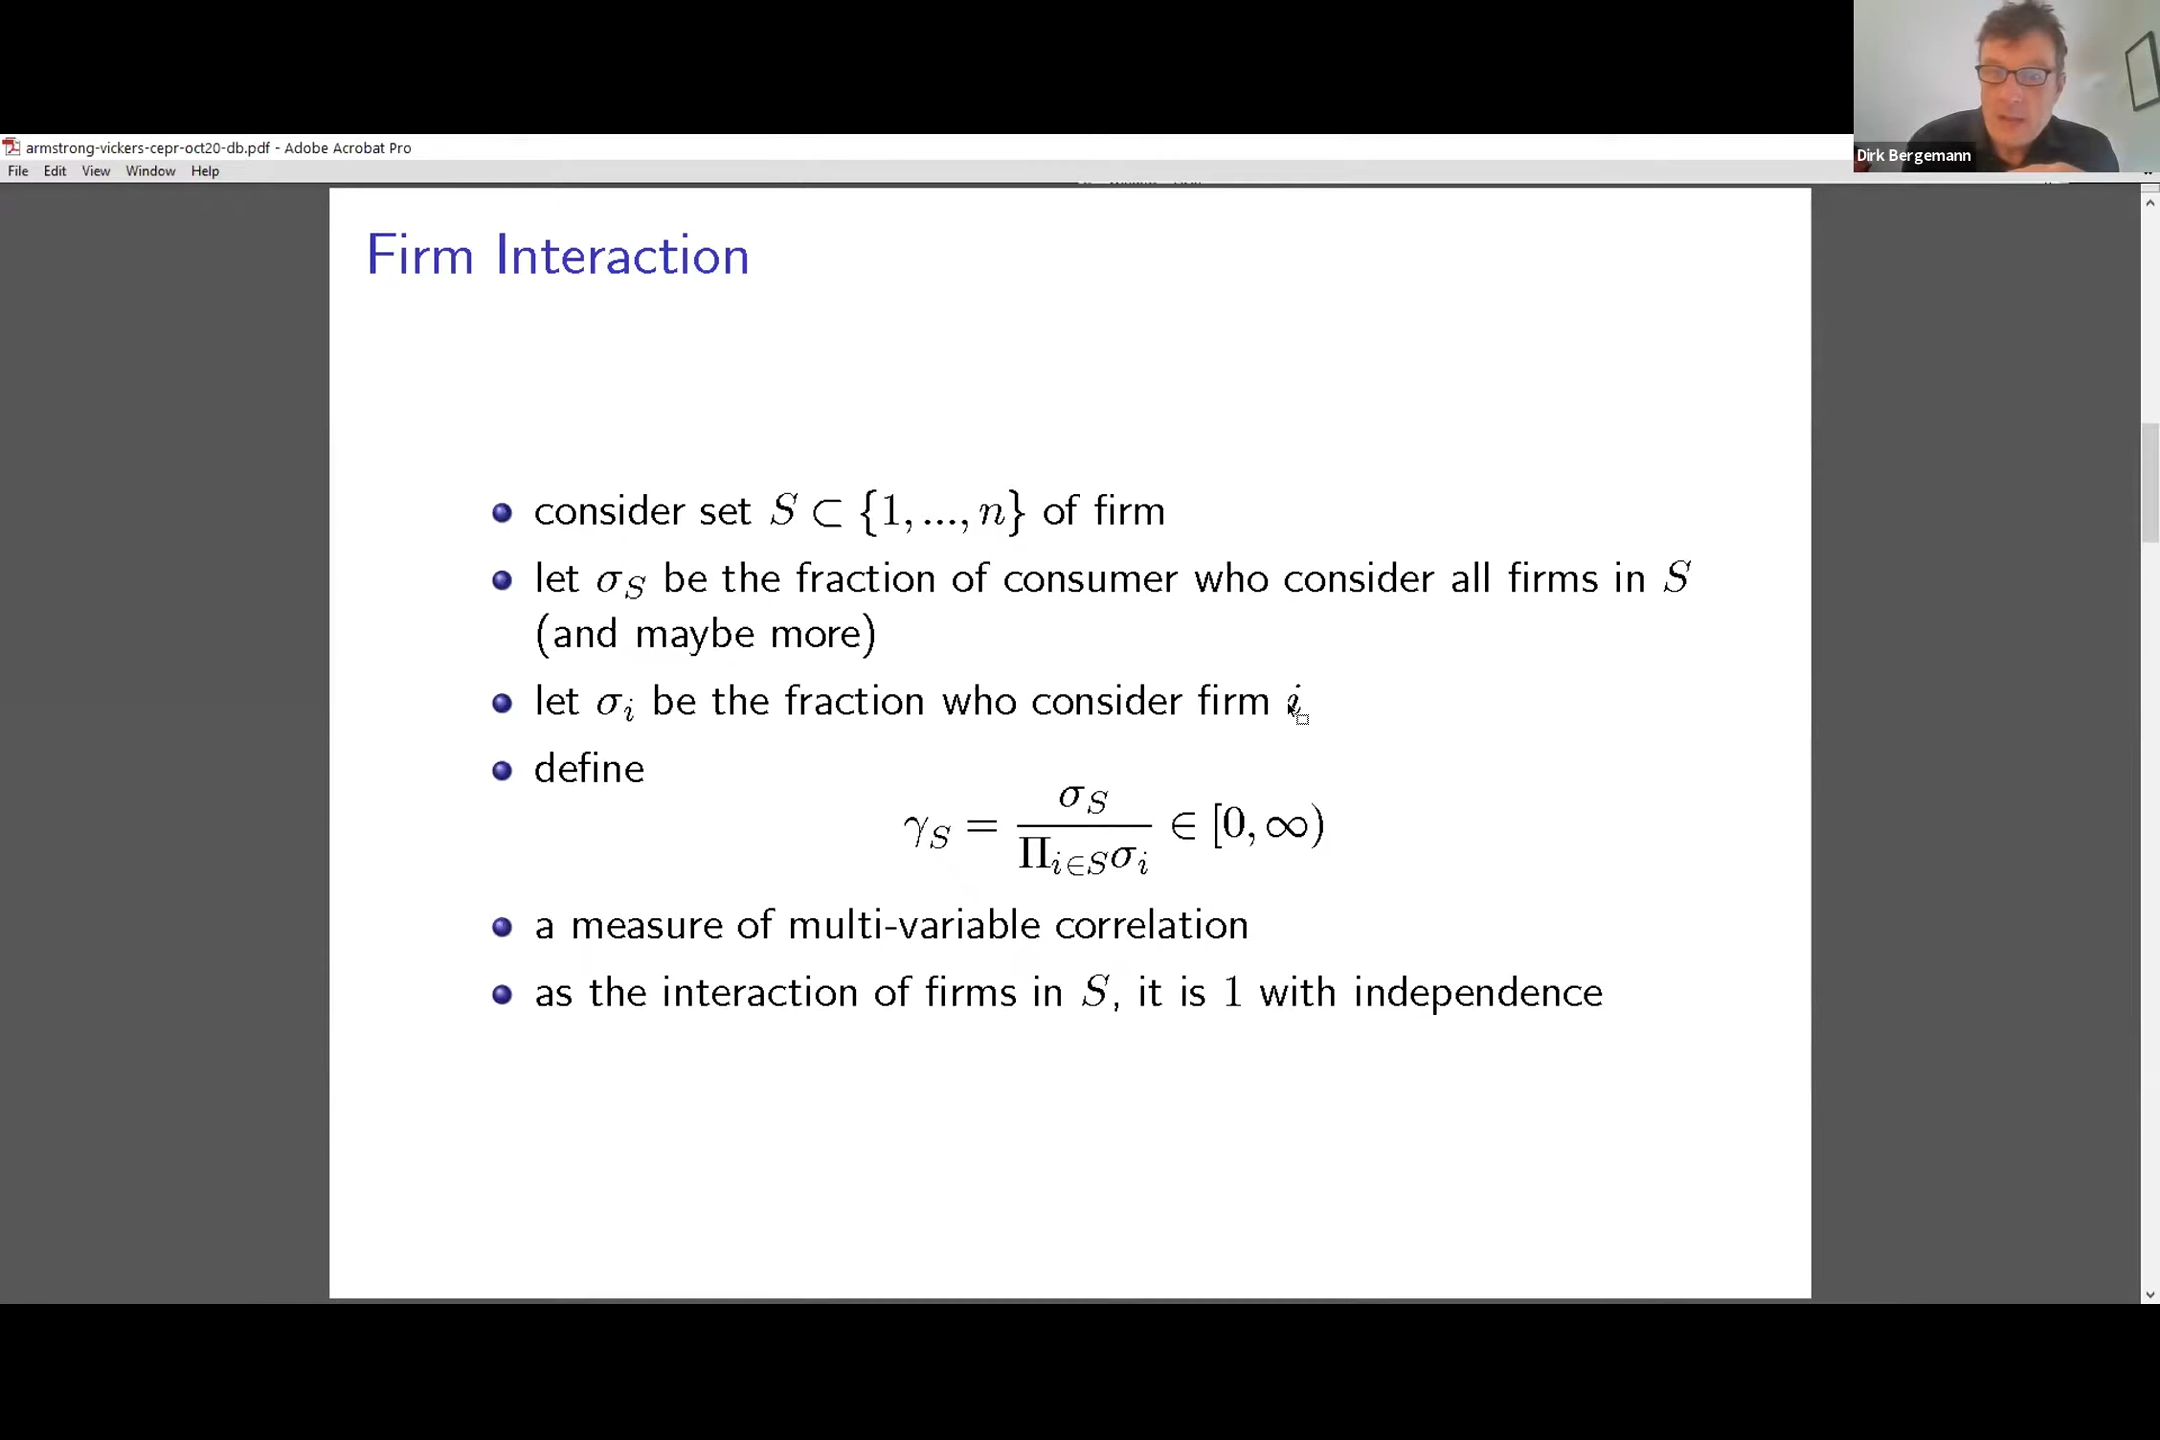 Dirk Bergemann
armstrong-vickers-cepr-oct20-db.pdf - Adobe Acrobat Pro
File Edit View Window Help
Firm Interaction
consider set S ⊂ {1, ..., n} of firm
let σ_S be the fraction of consumer who consider all firms in S
(and maybe more)
let σ_i be the fraction who consider firm i
define
γ_S = σ_S / Π_{i∈S} σ_i ∈ [0, ∞)
a measure of multi-variable correlation
as the interaction of firms in S, it is 1 with independence